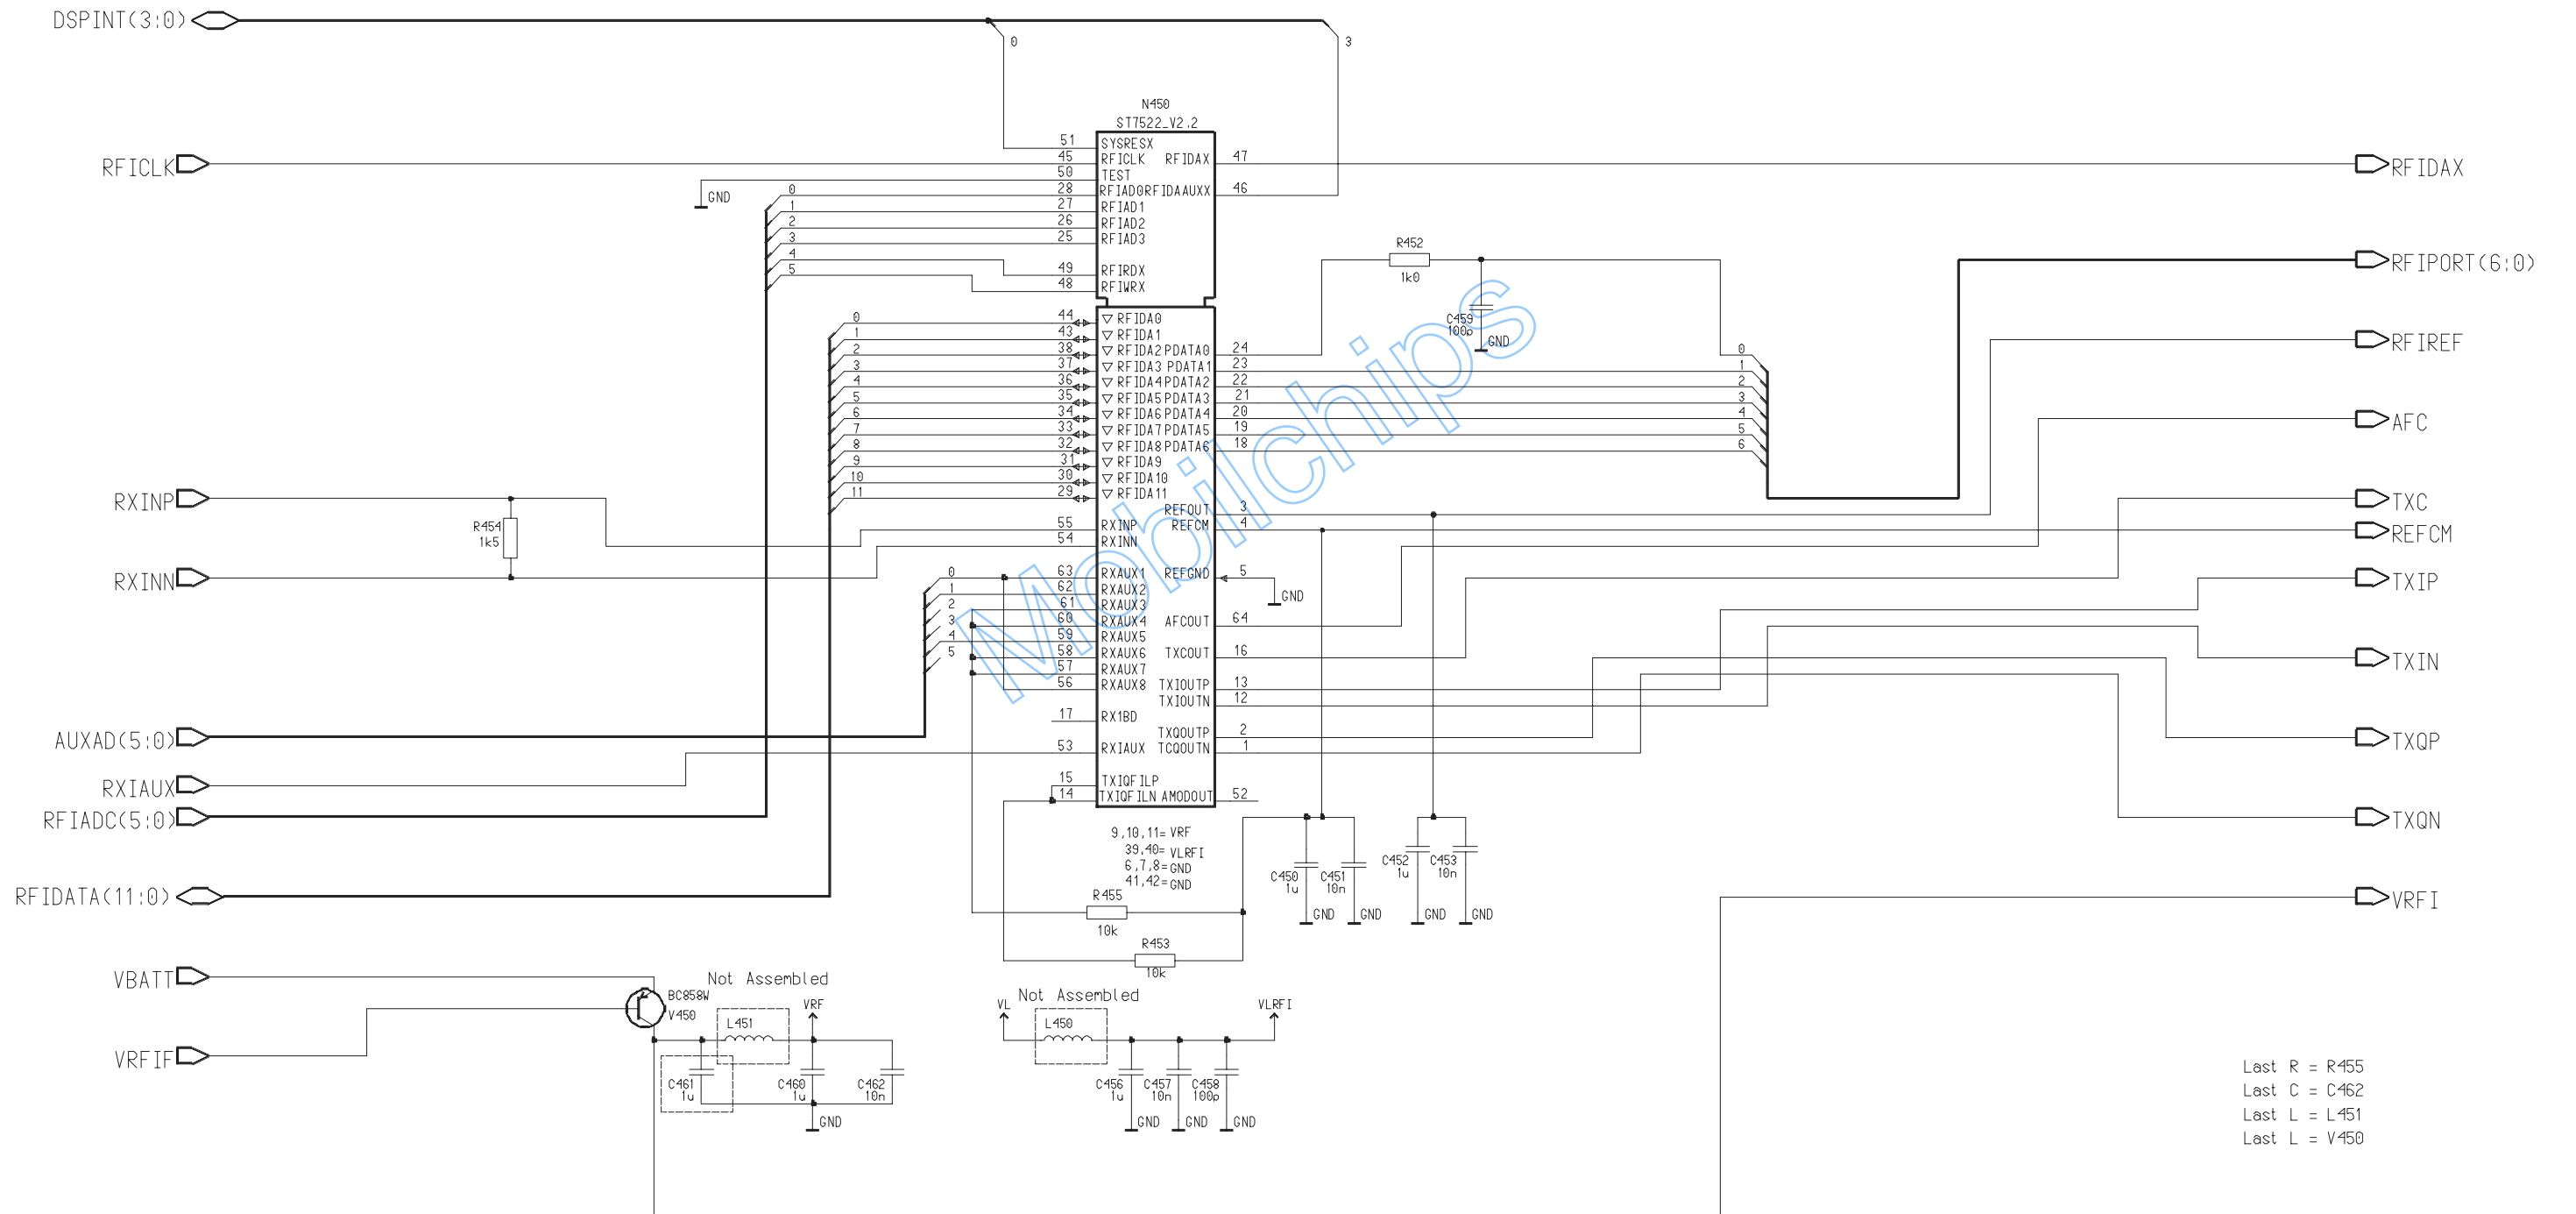 DSPINT(3:0)
0
3
N450
ST7522_V2.2
RFICLK
GND
0
1
2
3
4
5
51 SYSRESX
45 RFICLK RFIDAX 47
50 TEST
28 RFIAD0 RFIDAAUXX 46
27 RFIAD1
26 RFIAD2
25 RFIAD3
49 RFIRDX
48 RFIWRX
RFIDAX
R452
1k0
C459
100p
GND
RFIPORT(6:0)
RFIREF
AFC
0 44 RFIDA0
1 43 RFIDA1
2 38 RFIDA2 PDATA0 24 0
3 37 RFIDA3 PDATA1 23 1
4 36 RFIDA4 PDATA2 22 2
5 35 RFIDA5 PDATA3 21 3
6 34 RFIDA6 PDATA4 20 4
7 33 RFIDA7 PDATA5 19 5
8 32 RFIDA8 PDATA6 18 6
9 31 RFIDA9
10 30 RFIDA10
11 29 RFIDA11
REFOUT 3
55 RXINP REFCM 4
54 RXINN
RXINP
R454
1k5
RXINN
TXC
REFCM
TXIP
0 63 RXAUX1 REFGND 5
GND
1 62 RXAUX2
2 61 RXAUX3
3 60 RXAUX4 AFCOUT 64
4 59 RXAUX5
5 58 RXAUX6 TXCOUT 16
57 RXAUX7
56 RXAUX8 TXIOUTP 13
TXIOUTN 12
17 RX1BD
TXQOUTP 2
53 RXIAUX TCQOUTN 1
15 TXIQFILP
14 TXIQFILN AMODOUT 52
Mobilchips
TXIN
TXQP
TXQN
AUXAD(5:0)
RXIAUX
RFIADC(5:0)
RFIDATA(11:0)
9,10,11= VRF
39,40= VLRFI
6,7,8= GND
41,42= GND
R455
10k
R453
10k
C450
1u
C451
10n
C452
1u
C453
10n
GND
GND
GND
GND
VRFI
VBATT
VRFIF
BC858W
V450
Not Assembled
L451
VRF
C461
1u
C460
1u
C462
10n
GND
VL
Not Assembled
L450
VLRFI
C456
1u
C457
10n
C458
100p
GND
GND
GND
Last R = R455
Last C = C462
Last L = L451
Last L = V450